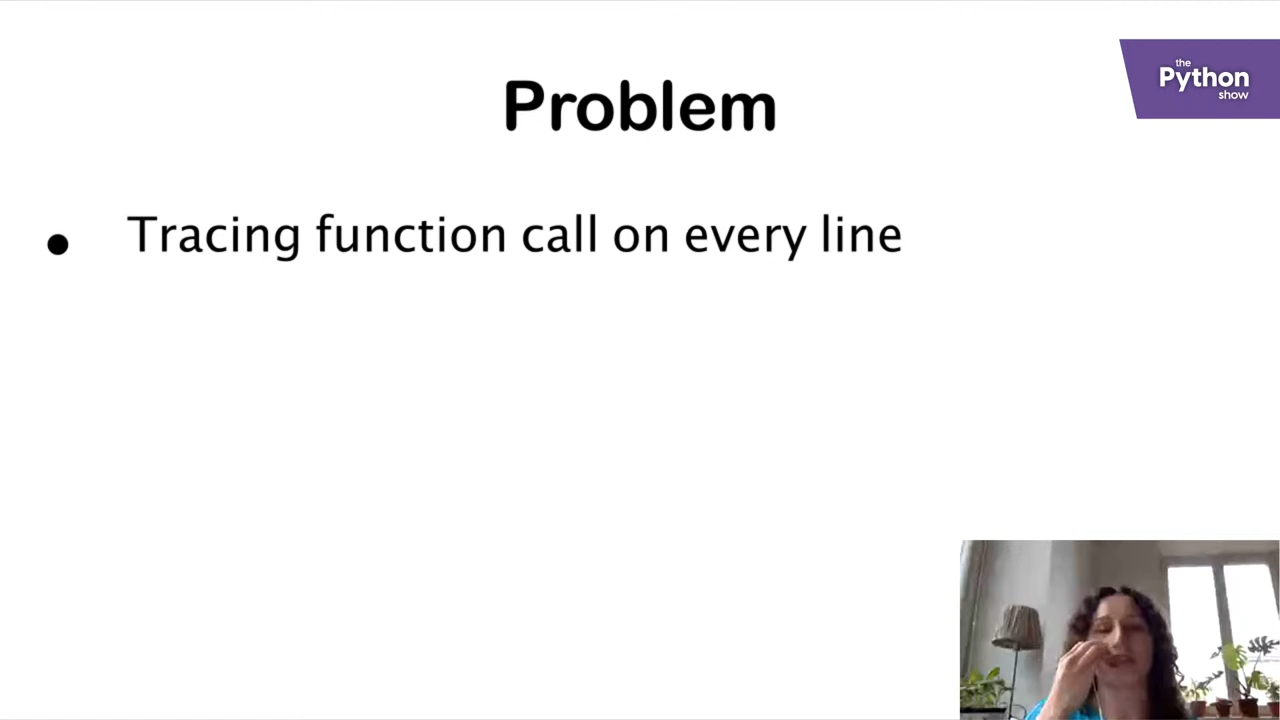 the
Python
show
Problem
• Tracing function call on every line